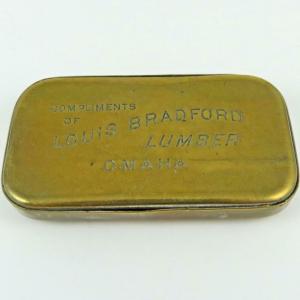 COMPLIMENTS
OF
LOUIS BRADFORD
LUMBER
OMAHA